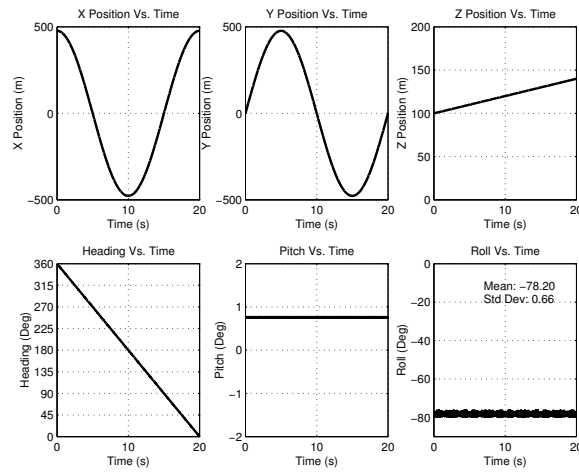 X Position Vs. Time
Y Position Vs. Time
Z Position Vs. Time
X Position (m)
500
0
−500
0
10
20
Time (s)
Y Position (m)
500
0
−500
0
10
20
Time (s)
Z Position (m)
200
150
100
50
0
0
10
20
Time (s)
Heading Vs. Time
Pitch Vs. Time
Roll Vs. Time
Heading (Deg)
360
315
270
225
180
135
90
45
0
0
10
20
Time (s)
Pitch (Deg)
2
1
0
−1
−2
0
10
20
Time (s)
Roll (Deg)
0
−20
−40
−60
−80
0
10
20
Time (s)
Mean: −78.20
Std Dev: 0.66